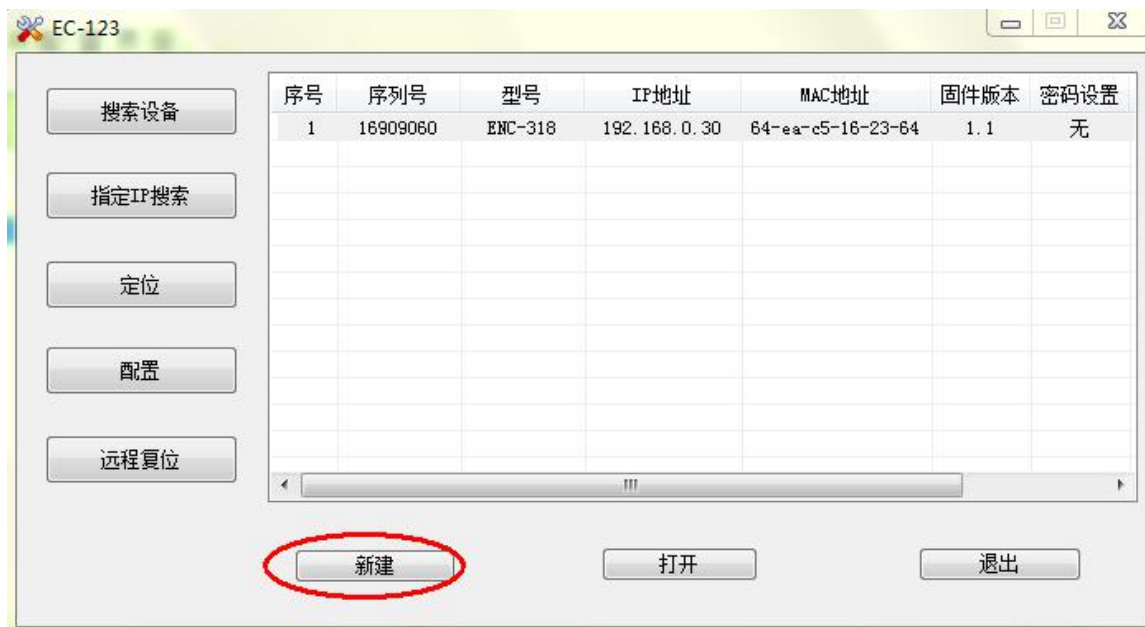 EC-123
搜索设备
指定IP搜索
定位
配置
远程复位
序号 序列号 型号 IP地址 MAC地址 固件版本 密码设置
1 16909060 ENC-318 192.168.0.30 64-ea-c5-16-23-64 1.1 无
新建 打开 退出